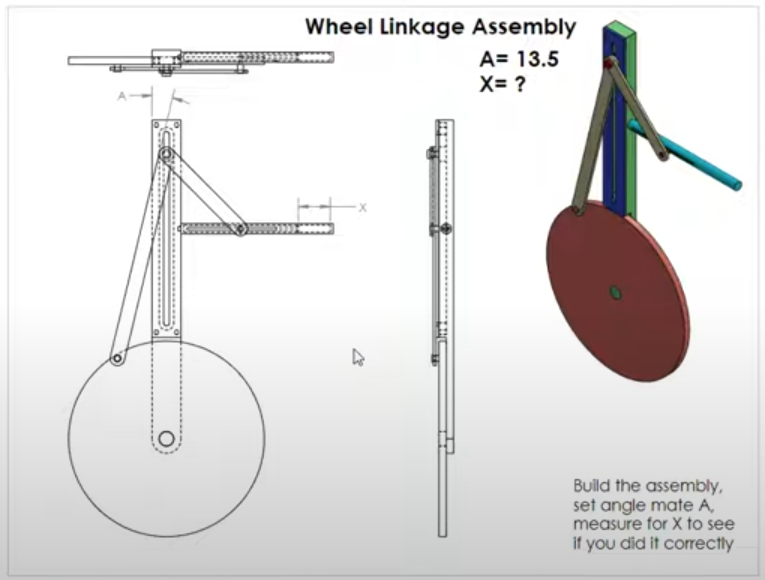 Wheel Linkage Assembly
A= 13.5
X= ?
A
X
Build the assembly,
set angle mate A,
measure for X to see
if you did it correctly